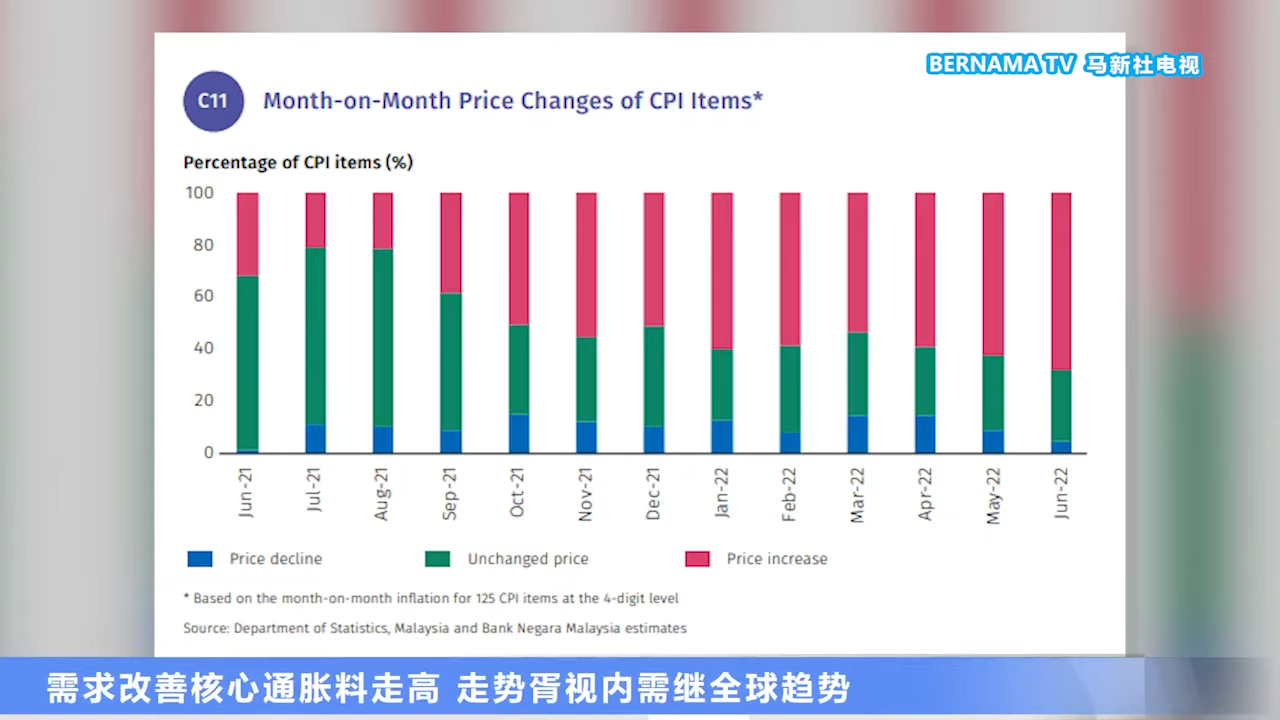 BERNAMA TV 马新社电视
C11 Month-on-Month Price Changes of CPI Items*
Percentage of CPI items (%)
100
80
60
40
20
0
Jun-21 Jul-21 Aug-21 Sep-21 Oct-21 Nov-21 Dec-21 Jan-22 Feb-22 Mar-22 Apr-22 May-22 Jun-22
Price decline Unchanged price Price increase
* Based on the month-on-month inflation for 125 CPI items at the 4-digit level
Source: Department of Statistics, Malaysia and Bank Negara Malaysia estimates
需求改善核心通胀料走高 走势胥视内需继全球趋势